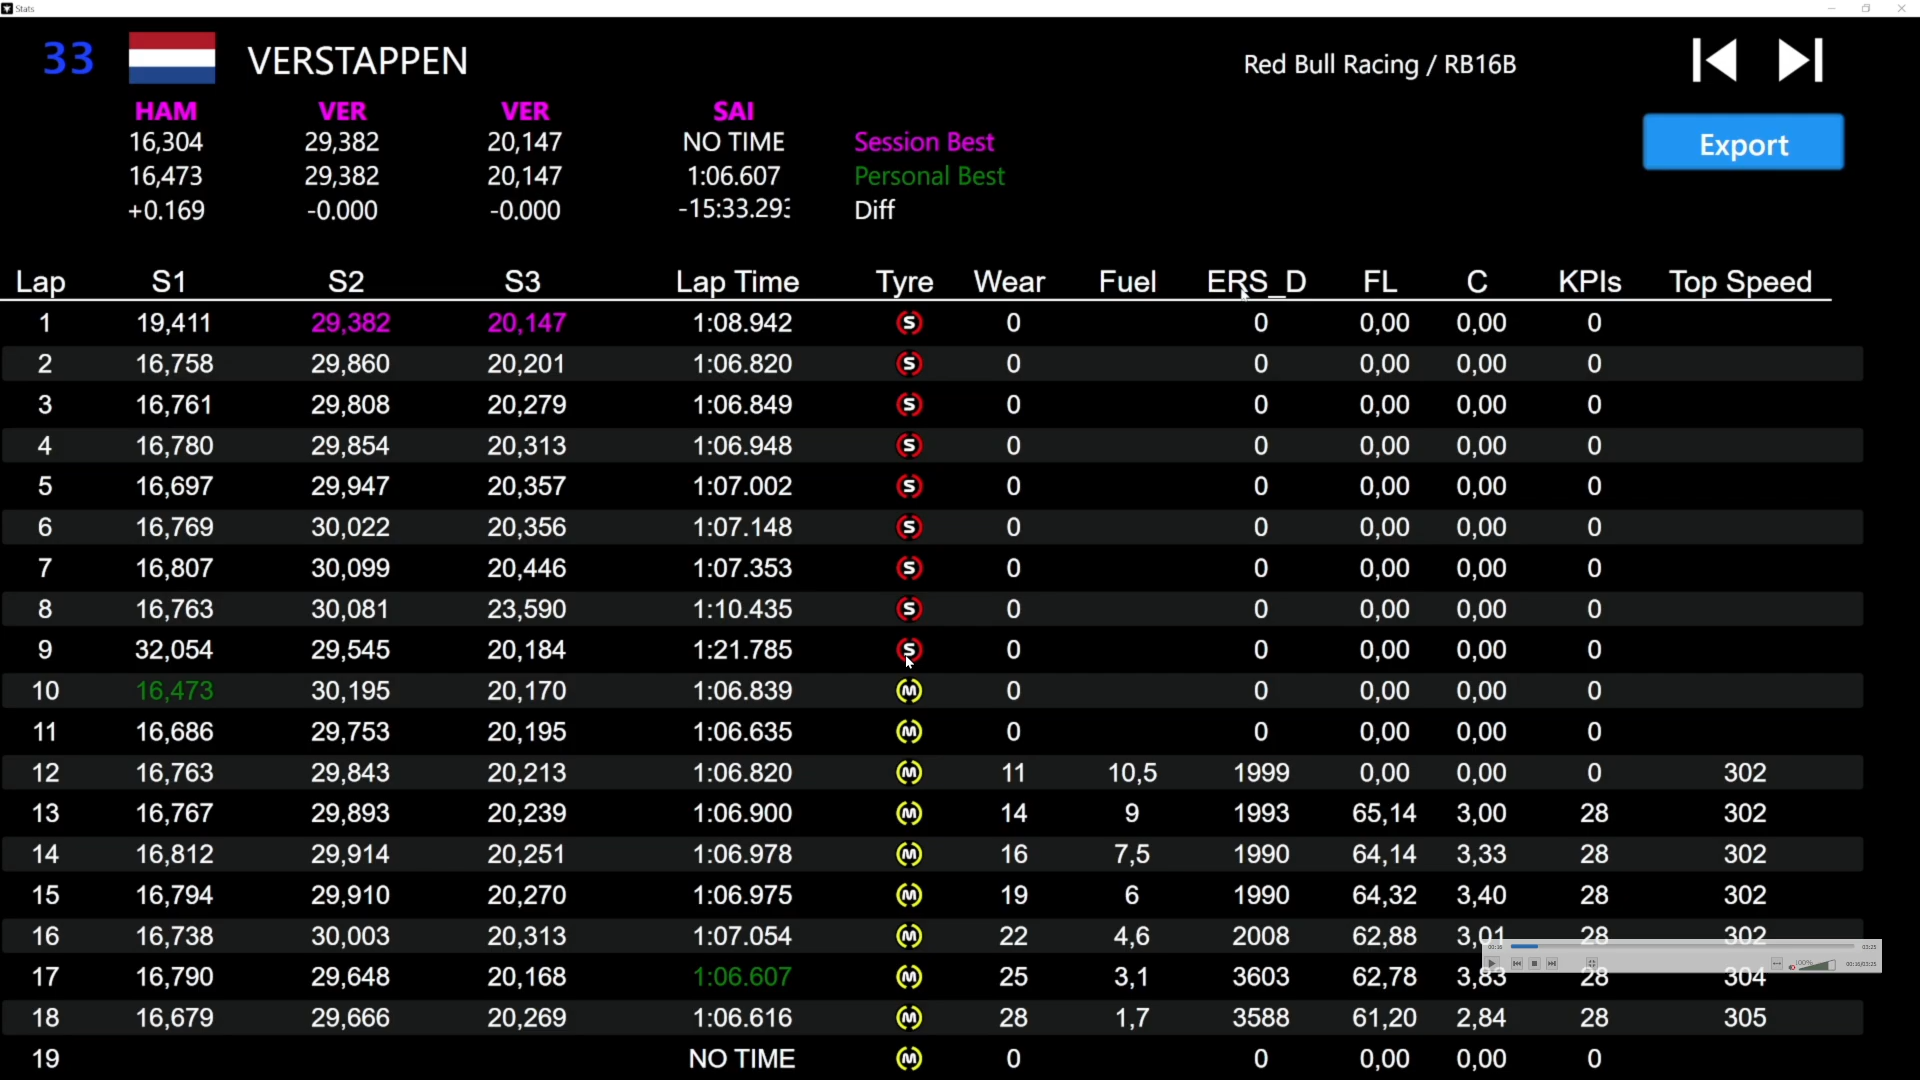 Stats
33 VERSTAPPEN Red Bull Racing / RB16B
HAM VER VER SAI
16,304 29,382 20,147 NO TIME Session Best
Export
16,473 29,382 20,147 1:06.607 Personal Best
+0.169 -0.000 -0.000 -15:33.293 Diff
Lap S1 S2 S3 Lap Time Tyre Wear Fuel ERS_D FL C KPIs Top Speed
1 19,411 29,382 20,147 1:08.942 S 0 0 0,00 0,00 0
2 16,758 29,860 20,201 1:06.820 S 0 0 0,00 0,00 0
3 16,761 29,808 20,279 1:06.849 S 0 0 0,00 0,00 0
4 16,780 29,854 20,313 1:06.948 S 0 0 0,00 0,00 0
5 16,697 29,947 20,357 1:07.002 S 0 0 0,00 0,00 0
6 16,769 30,022 20,356 1:07.148 S 0 0 0,00 0,00 0
7 16,807 30,099 20,446 1:07.353 S 0 0 0,00 0,00 0
8 16,763 30,081 23,590 1:10.435 S 0 0 0,00 0,00 0
9 32,054 29,545 20,184 1:21.785 S 0 0 0,00 0,00 0
10 16,473 30,195 20,170 1:06.839 M 0 0 0,00 0,00 0
11 16,686 29,753 20,195 1:06.635 M 0 0 0,00 0,00 0
12 16,763 29,843 20,213 1:06.820 M 11 10,5 1999 0,00 0,00 0 302
13 16,767 29,893 20,239 1:06.900 M 14 9 1993 65,14 3,00 28 302
14 16,812 29,914 20,251 1:06.978 M 16 7,5 1990 64,14 3,33 28 302
15 16,794 29,910 20,270 1:06.975 M 19 6 1990 64,32 3,40 28 302
16 16,738 30,003 20,313 1:07.054 M 22 4,6 2008 62,88 3,01 28 302
00:16 03:25
100% 00:16/03:25
17 16,790 29,648 20,168 1:06.607 M 25 3,1 3603 62,78 3,83 28 304
18 16,679 29,666 20,269 1:06.616 M 28 1,7 3588 61,20 2,84 28 305
19 NO TIME M 0 0 0,00 0,00 0